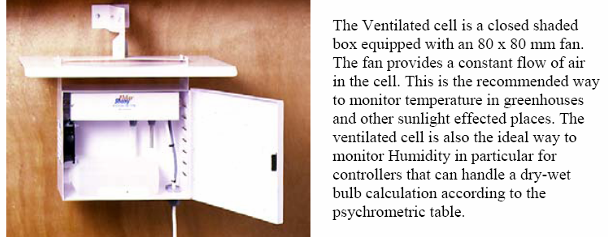 The Ventilated cell is a closed shaded
box equipped with an 80 x 80 mm fan.
The fan provides a constant flow of air
in the cell. This is the recommended way
to monitor temperature in greenhouses
and other sunlight effected places. The
ventilated cell is also the ideal way to
monitor Humidity in particular for
controllers that can handle a dry-wet
bulb calculation according to the
psychrometric table.